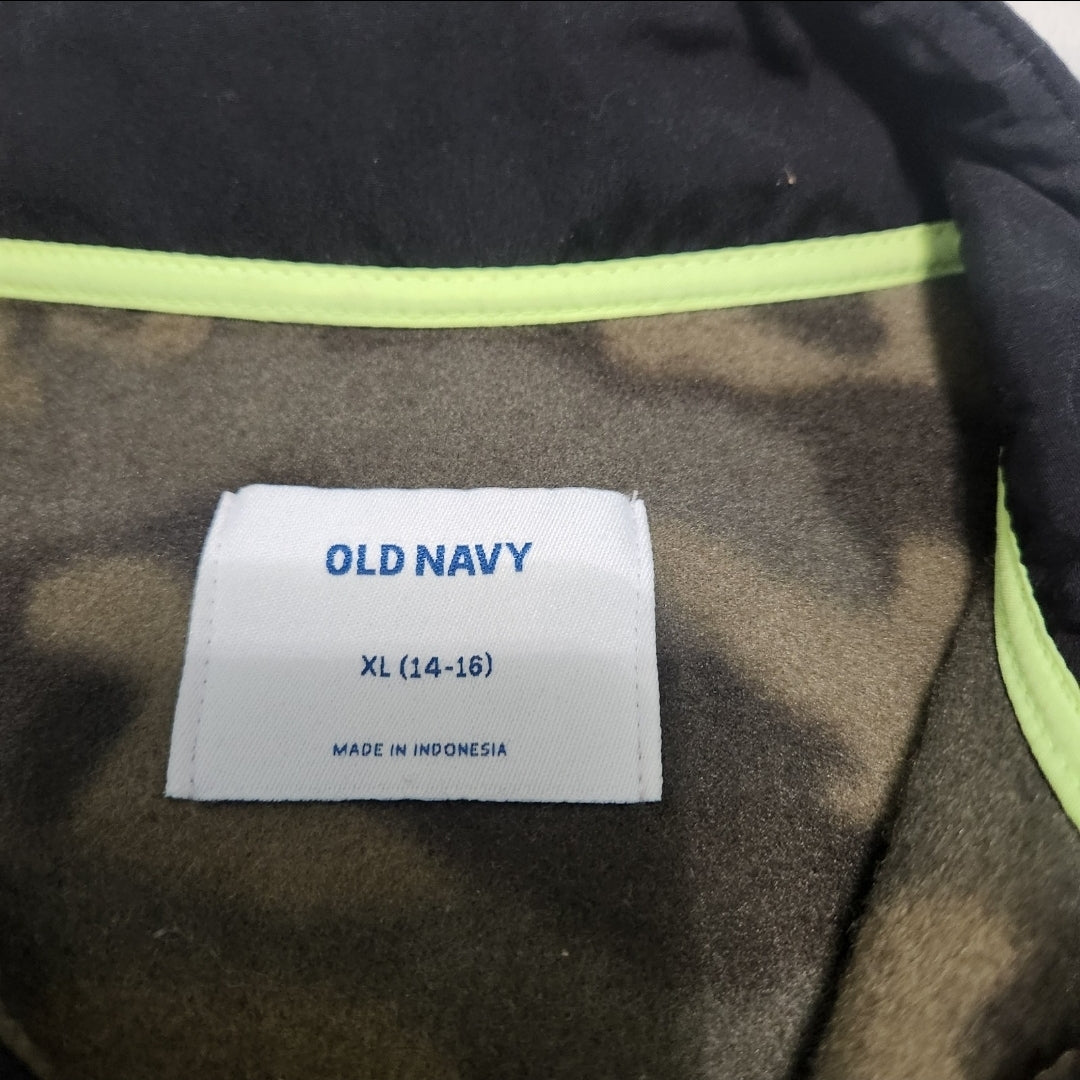 OLD NAVY
XL (14-16)
MADE IN INDONESIA